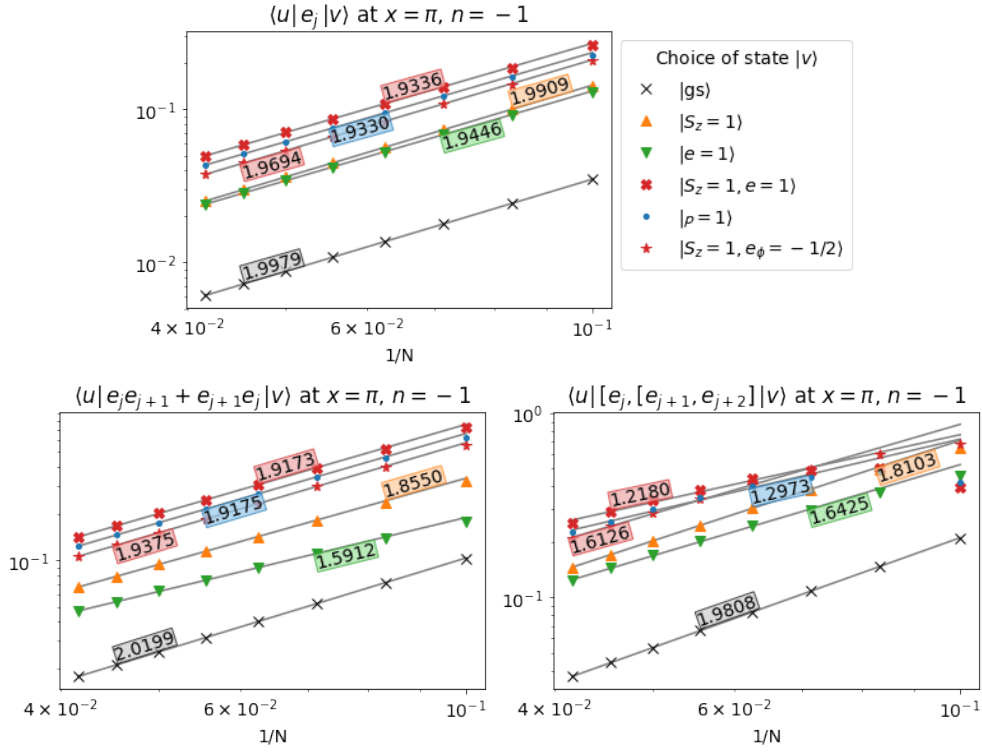 ⟨u| e_j |v⟩ at x = π, n = −1
10^{-1}
10^{-2}
1.9336
1.9909
1.9330
1.9446
1.9694
1.9979
4 × 10^{-2}
6 × 10^{-2}
10^{-1}
1/N
Choice of state |v⟩
|gs⟩
|S_z = 1⟩
|e = 1⟩
|S_z = 1, e = 1⟩
|_p = 1⟩
|S_z = 1, e_ϕ = −1/2⟩
⟨u| e_j e_{j+1} + e_{j+1} e_j |v⟩ at x = π, n = −1
10^{-1}
1.9173
1.8550
1.9175
1.9375
1.5912
2.0199
4 × 10^{-2}
6 × 10^{-2}
10^{-1}
1/N
⟨u| [e_j, [e_{j+1}, e_{j+2}] |v⟩ at x = π, n = −1
10^0
10^{-1}
1.8103
1.2180
1.2973
1.6425
1.6126
1.9808
4 × 10^{-2}
6 × 10^{-2}
10^{-1}
1/N